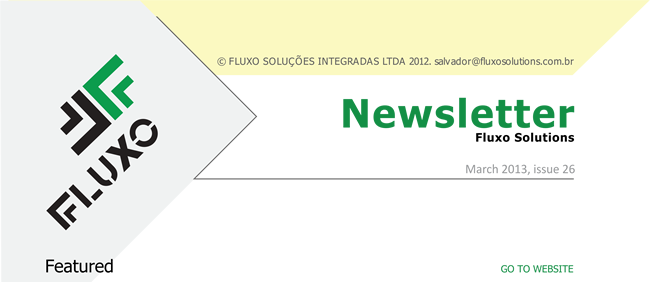 © FLUXO SOLUÇÕES INTEGRADAS LTDA 2012. salvador@fluxosolutions.com.br
Newsletter
Fluxo Solutions
FLUXO
March 2013, issue 26
Featured
GO TO WEBSITE